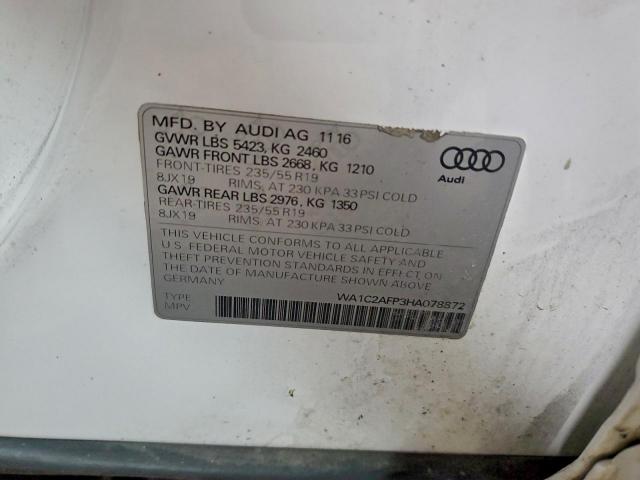 MFD. BY AUDI AG 11 16
GVWR LBS 5423, KG 2460
GAWR FRONT LBS 2668, KG 1210
FRONT-TIRES 235/55 R19
8JX19 RIMS, AT 230 KPA 33 PSI COLD
GAWR REAR LBS 2976, KG 1350
REAR-TIRES 235/55 R19
8JX19 RIMS, AT 230 KPA 33 PSI COLD
Audi
THIS VEHICLE CONFORMS TO ALL APPLICABLE
U.S. FEDERAL MOTOR VEHICLE SAFETY AND
THEFT PREVENTION STANDARDS IN EFFECT ON
THE DATE OF MANUFACTURE SHOWN ABOVE
GERMANY
WA1C2AFP3HA078872
TYPE
MPV